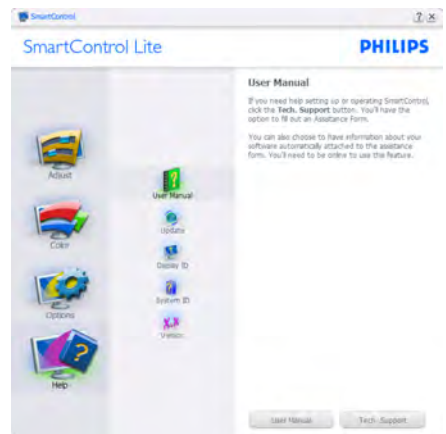 SmartControl
? ×
SmartControl Lite
PHILIPS
User Manual
If you need help setting up or operating SmartControl,
click the Tech. Support button. You'll have the
option to fill out an Assistance Form.
You can also choose to have information about your
software automatically attached to the assistance
form. You'll need to be online to use the feature.
Adjust
Color
Options
Help
User Manual
Update
Display ID
System ID
Version
User Manual
Tech. Support